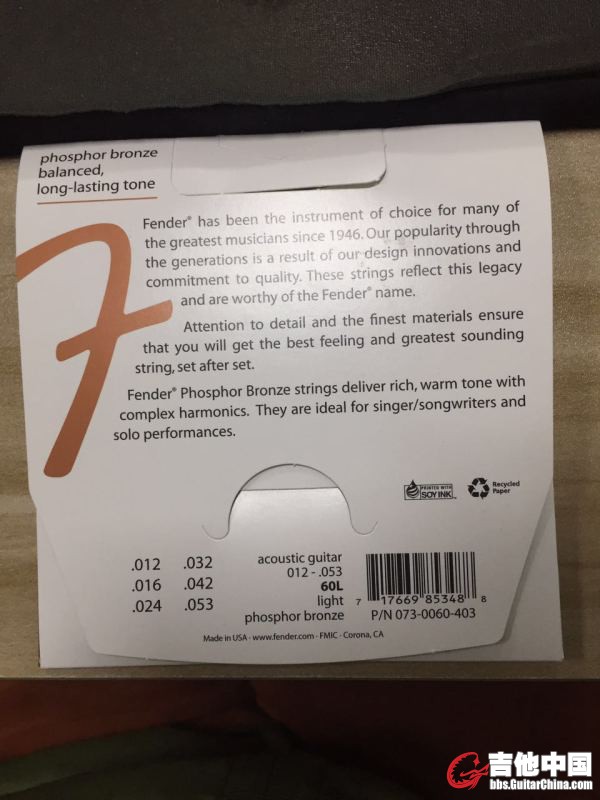 phosphor bronze
balanced,
long-lasting tone
Fender® has been the instrument of choice for many of
the greatest musicians since 1946. Our popularity through
the generations is a result of our design innovations and
commitment to quality. These strings reflect this legacy
and are worthy of the Fender® name.
Attention to detail and the finest materials ensure
that you will get the best feeling and greatest sounding
string, set after set.
Fender® Phosphor Bronze strings deliver rich, warm tone with
complex harmonics. They are ideal for singer/songwriters and
solo performances.
PRINTED WITH
SOY INK
Recycled
Paper
.012 .032
.016 .042
.024 .053
acoustic guitar
012 - .053
60L
light
phosphor bronze
7 17669 85348 8
P/N 073-0060-403
Made in USA · www.fender.com · FMIC · Corona, CA
吉他中国
bbs.GuitarChina.com